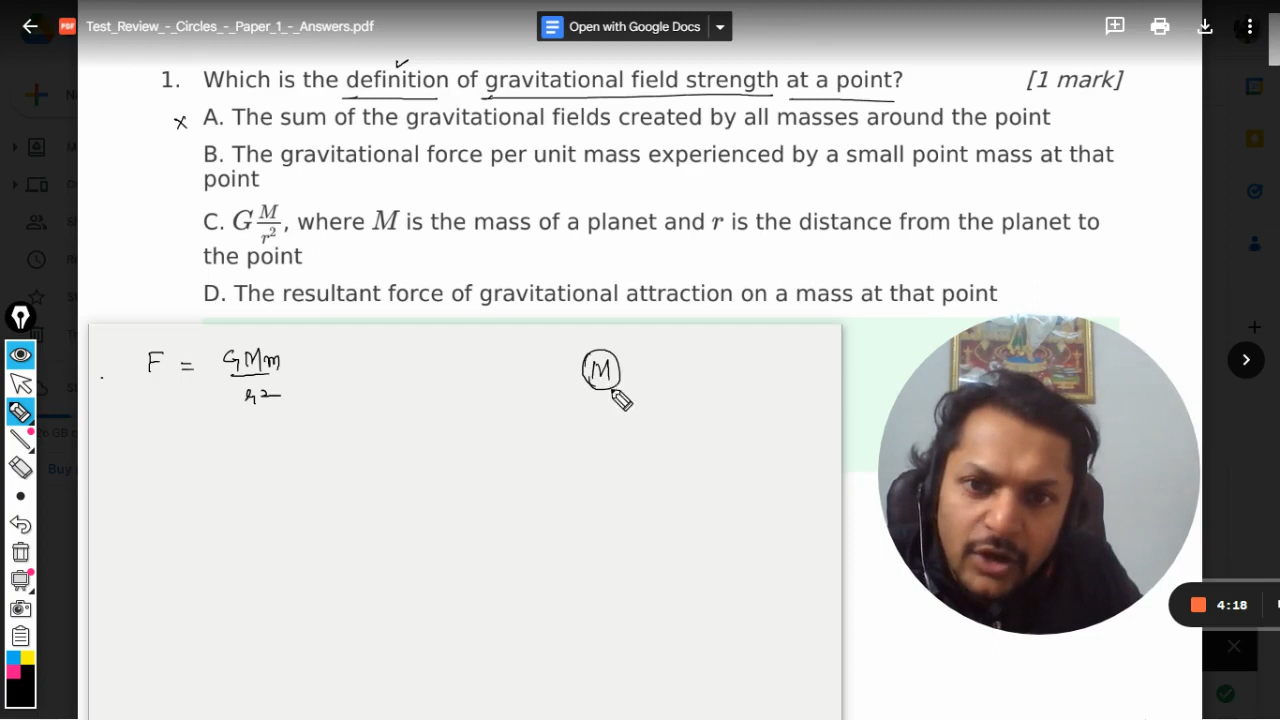 PDF Test_Review_-_Circles_-_Paper_1_-_Answers.pdf
Open with Google Docs
1. Which is the definition of gravitational field strength at a point? [1 mark]
x A. The sum of the gravitational fields created by all masses around the point
B. The gravitational force per unit mass experienced by a small point mass at that
point
C. G M/r², where M is the mass of a planet and r is the distance from the planet to
the point
D. The resultant force of gravitational attraction on a mass at that point
F = GMm/r²
M
GB
Buy
4:18